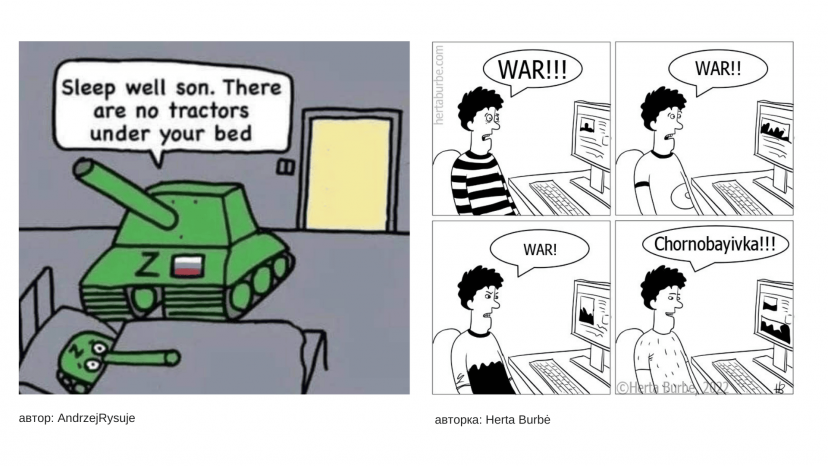 Sleep well son. There
are no tractors
under your bed
Z
Z
автор: AndrzejRysuje
hertaburbe.com
WAR!!!
WAR!!
WAR!
Chornobayivka!!!
©Herta Burbe, 2022
HB
авторка: Herta Burbė